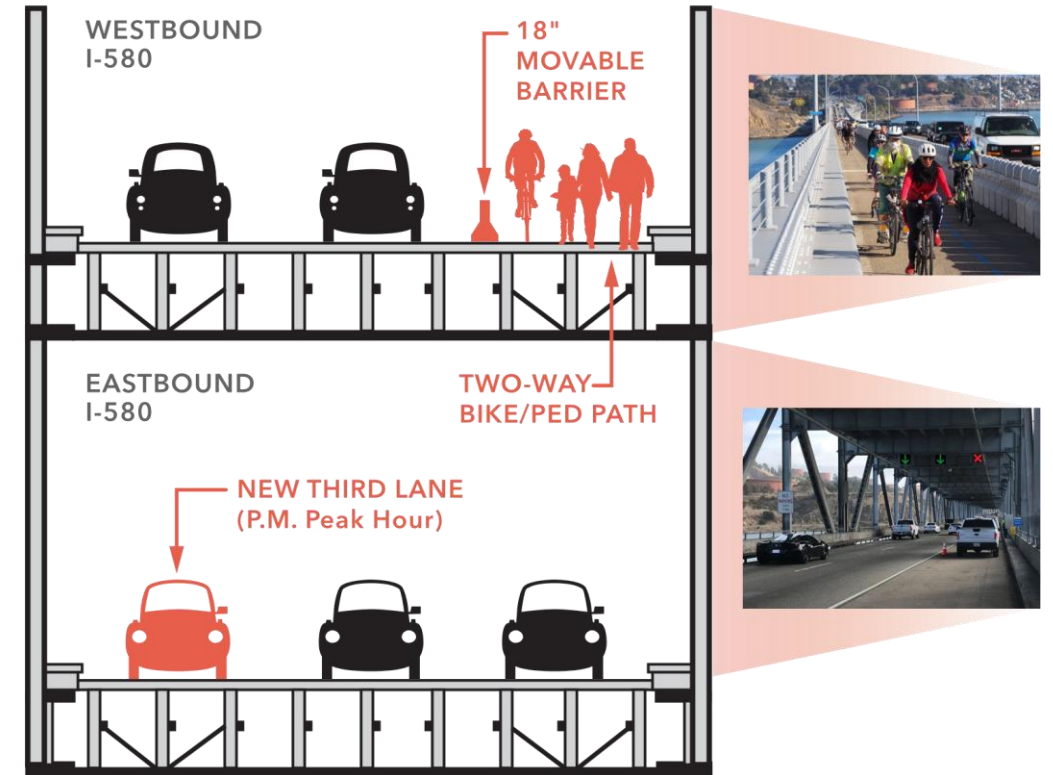 WESTBOUND
I-580
18"
MOVABLE
BARRIER
EASTBOUND
I-580
TWO-WAY
BIKE/PED PATH
NEW THIRD LANE
(P.M. Peak Hour)